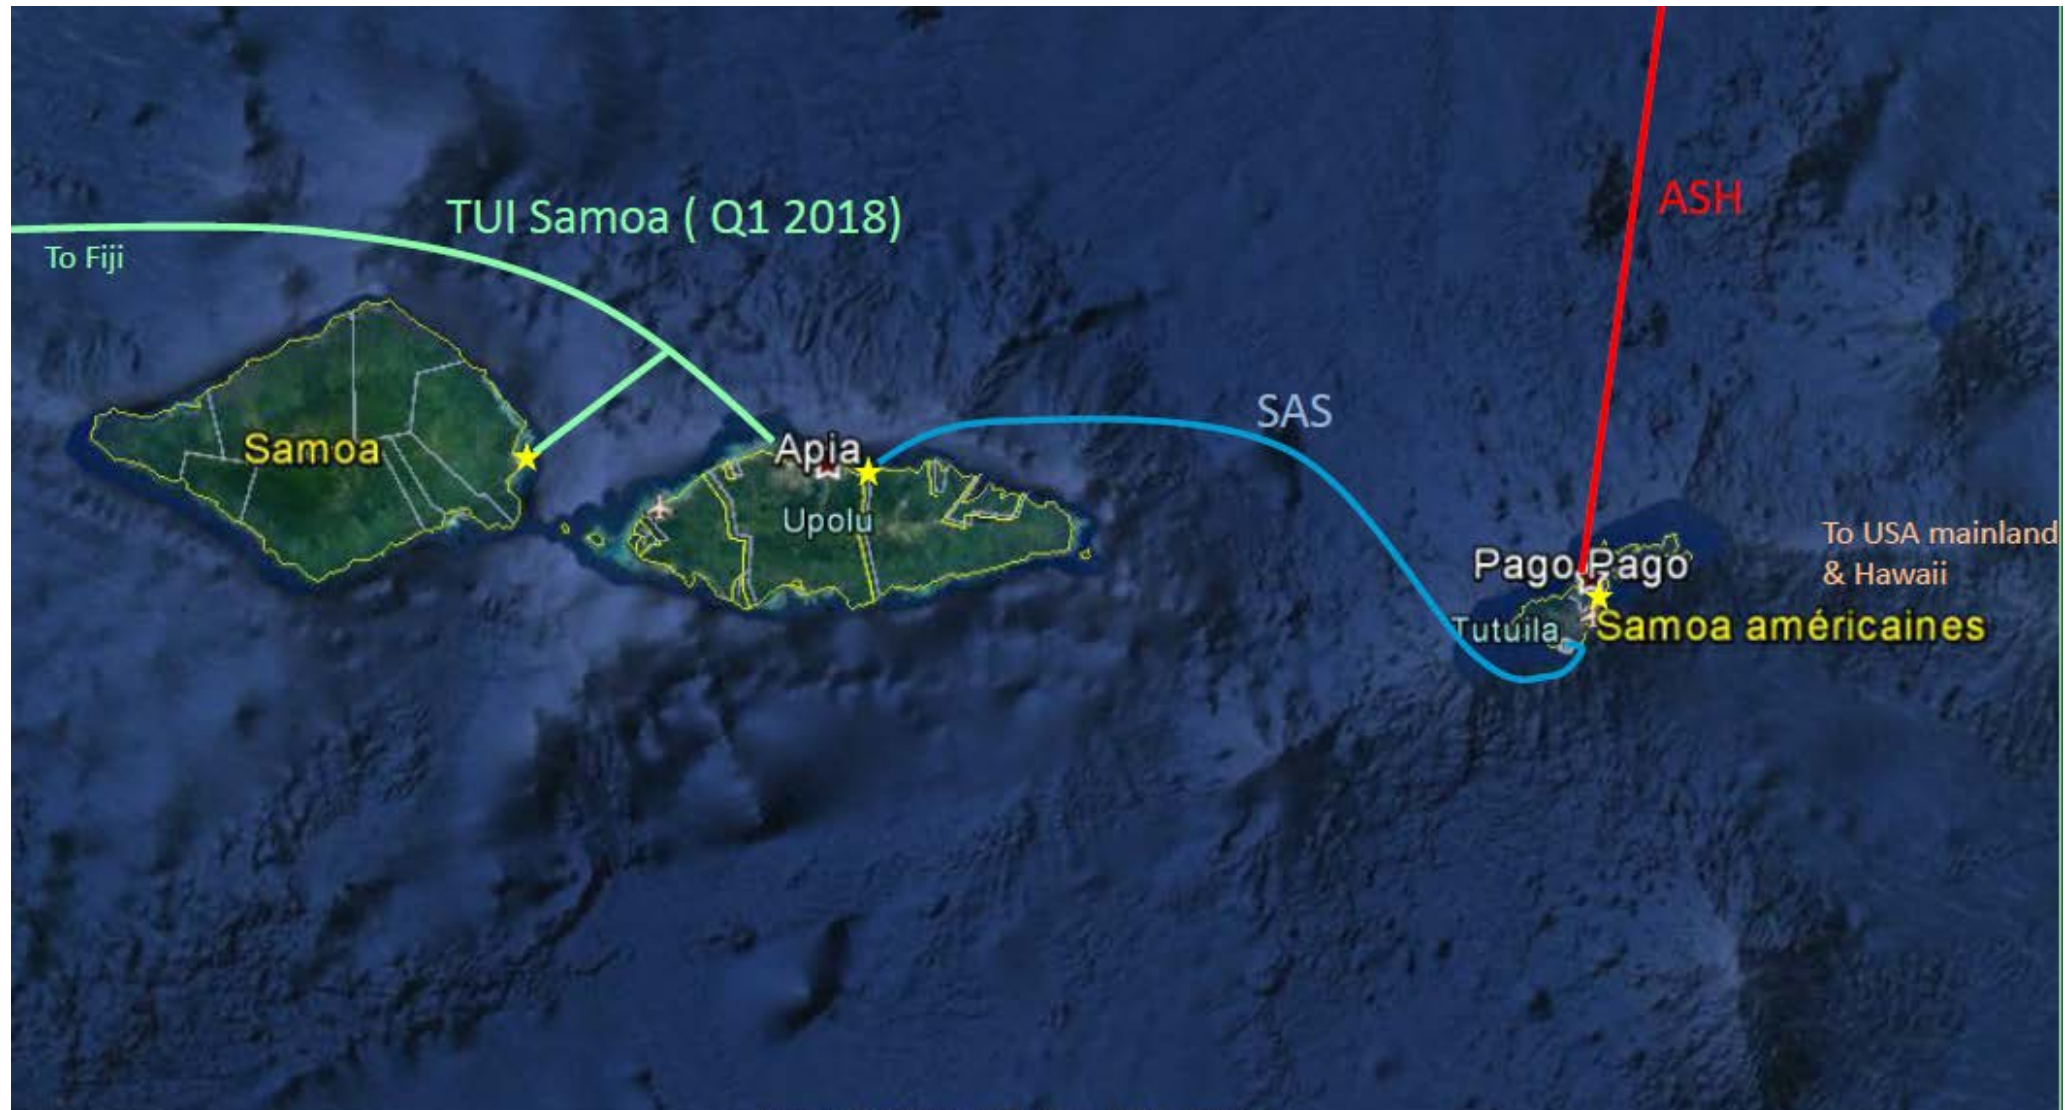 TUI Samoa ( Q1 2018)
ASH
To Fiji
SAS
Samoa
Apia
Upolu
To USA mainland
& Hawaii
Pago Pago
Tutuila
Samoa américaines